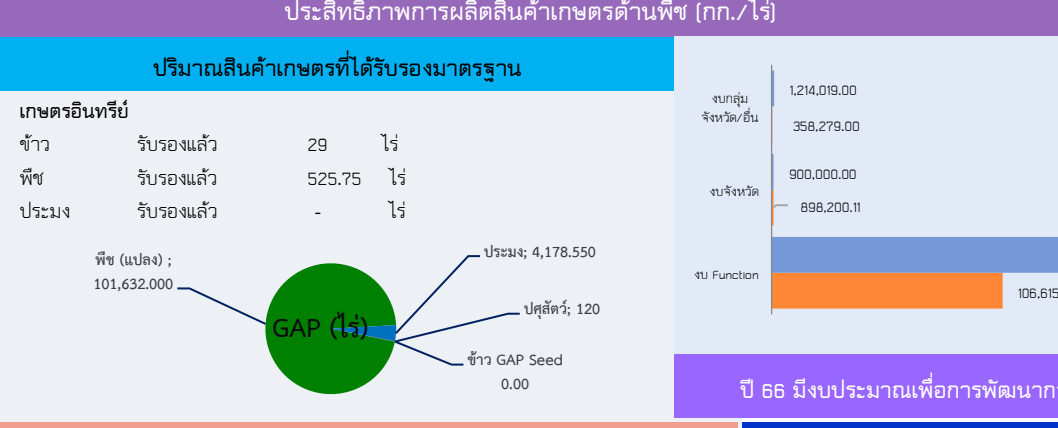 ประสิทธิภาพการผลิตสินค้าเกษตรด้านพืช (กก./ไร่)
ปริมาณสินค้าเกษตรที่ได้รับรองมาตรฐาน
เกษตรอินทรีย์
ข้าว รับรองแล้ว 29 ไร่
พืช รับรองแล้ว 525.75 ไร่
ประมง รับรองแล้ว - ไร่
พืช (แปลง) ;
101,632.000
ประมง; 4,178.550
ปศุสัตว์; 120
ข้าว GAP Seed
0.00
GAP (ไร่)
งบกลุ่ม
จังหวัด/อื่น
1,214,019.00
358,279.00
งบจังหวัด
900,000.00
898,200.11
งบ Function
106,615
ปี 66 มีงบประมาณเพื่อการพัฒนาก